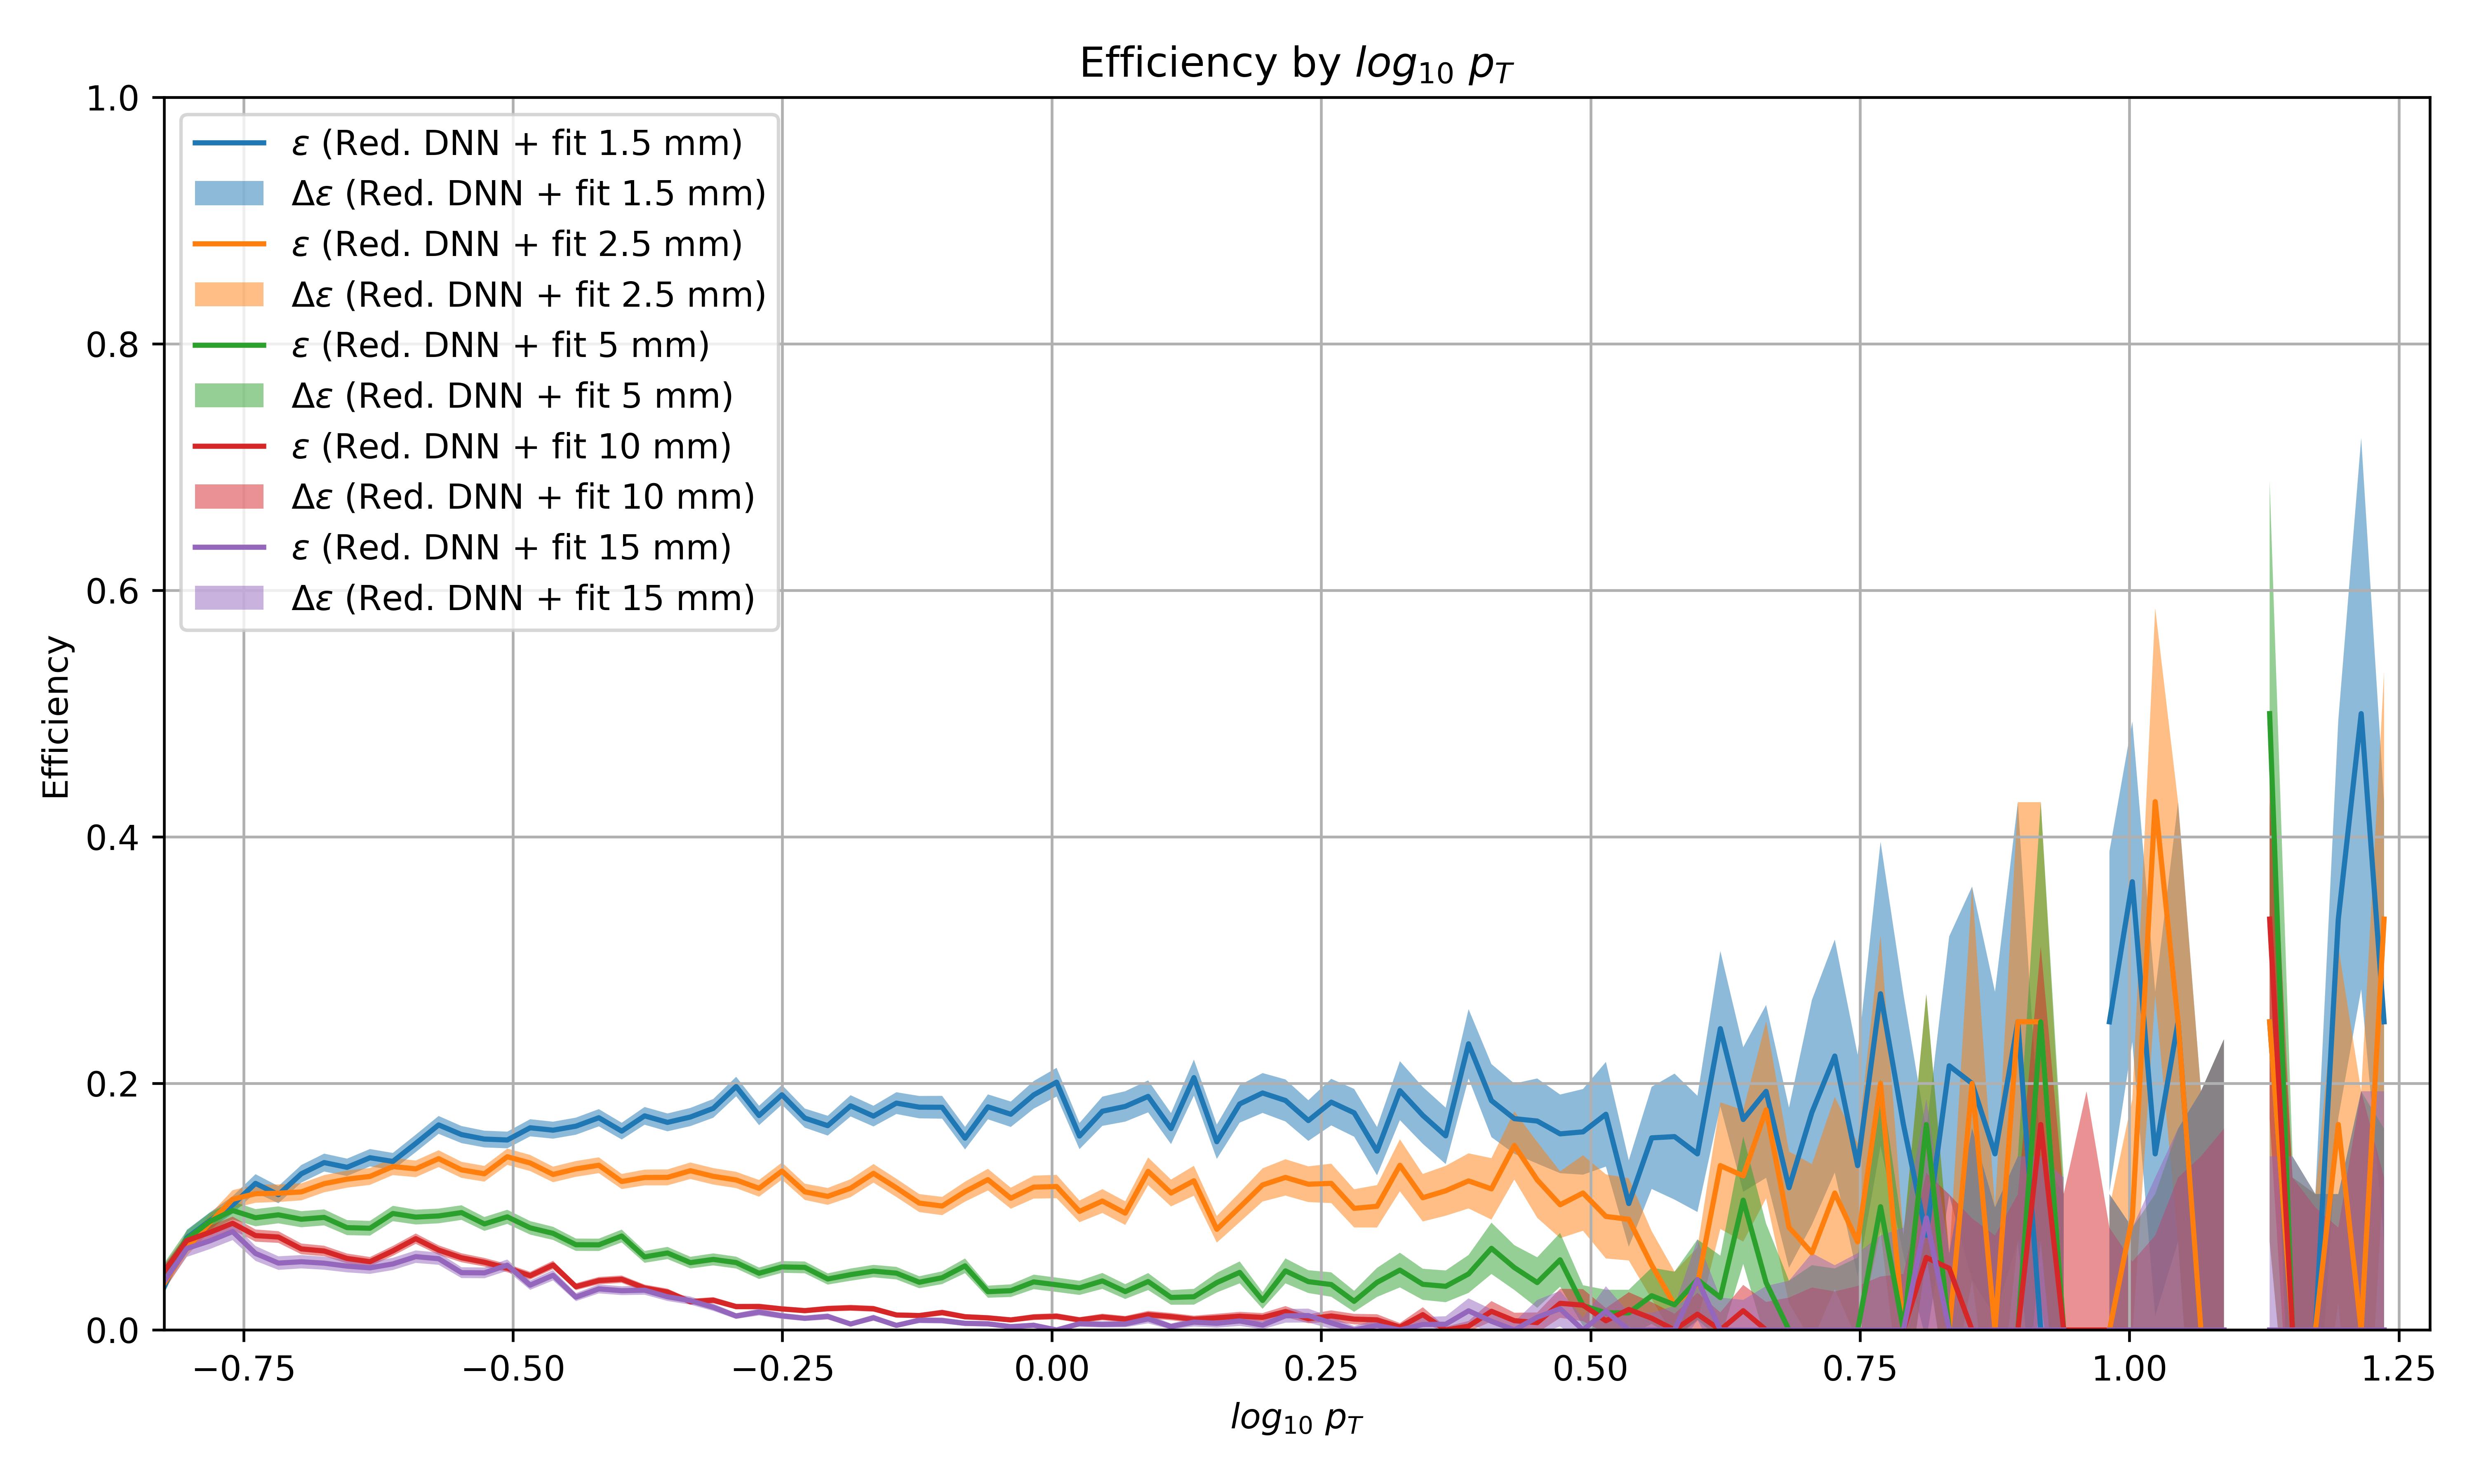 Efficiency by log₁₀ p_T
1.0
0.8
0.6
0.4
0.2
0.0
Efficiency
ε (Red. DNN + fit 1.5 mm)
Δε (Red. DNN + fit 1.5 mm)
ε (Red. DNN + fit 2.5 mm)
Δε (Red. DNN + fit 2.5 mm)
ε (Red. DNN + fit 5 mm)
Δε (Red. DNN + fit 5 mm)
ε (Red. DNN + fit 10 mm)
Δε (Red. DNN + fit 10 mm)
ε (Red. DNN + fit 15 mm)
Δε (Red. DNN + fit 15 mm)
−0.75 −0.50 −0.25 0.00 0.25 0.50 0.75 1.00 1.25
log₁₀ p_T